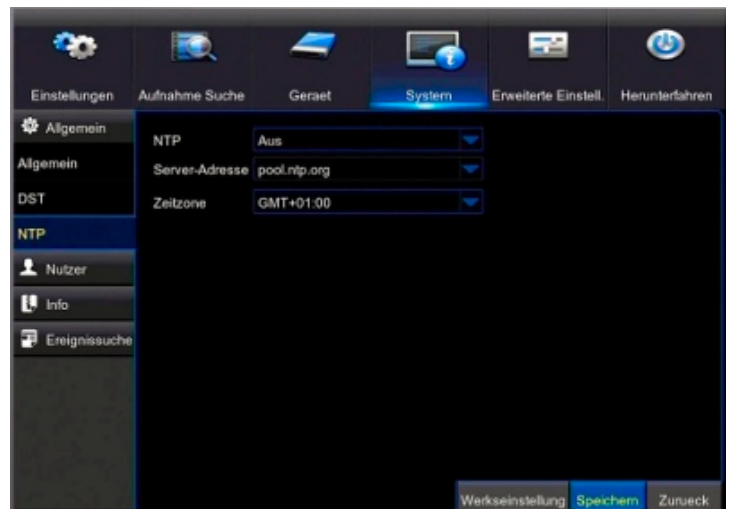 Einstellungen Aufnahme Suche Geraet System Erweiterte Einstell. Herunterfahren
Allgemein
Allgemein
DST
NTP
Nutzer
Info
Ereignissuche
NTP Aus
Server-Adresse pool.ntp.org
Zeitzone GMT+01:00
Werkseinstellung Speichern Zurueck